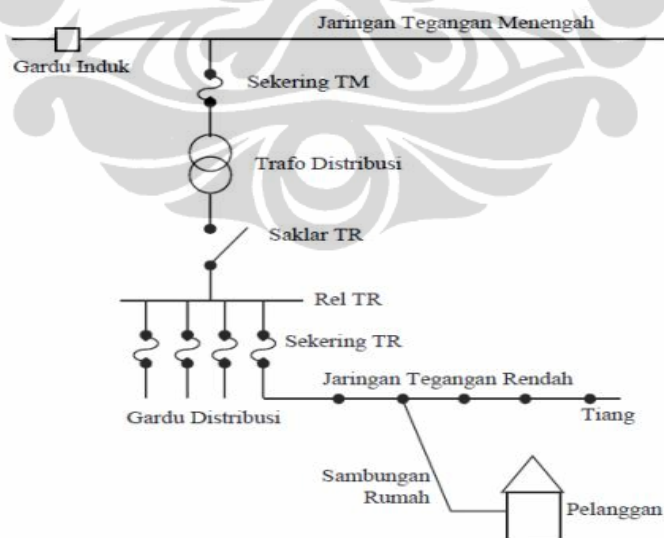 Jaringan Tegangan Menengah
Gardu Induk
Sekering TM
Trafo Distribusi
Saklar TR
Rel TR
Sekering TR
Jaringan Tegangan Rendah
Gardu Distribusi
Tiang
Sambungan
Rumah
Pelanggan